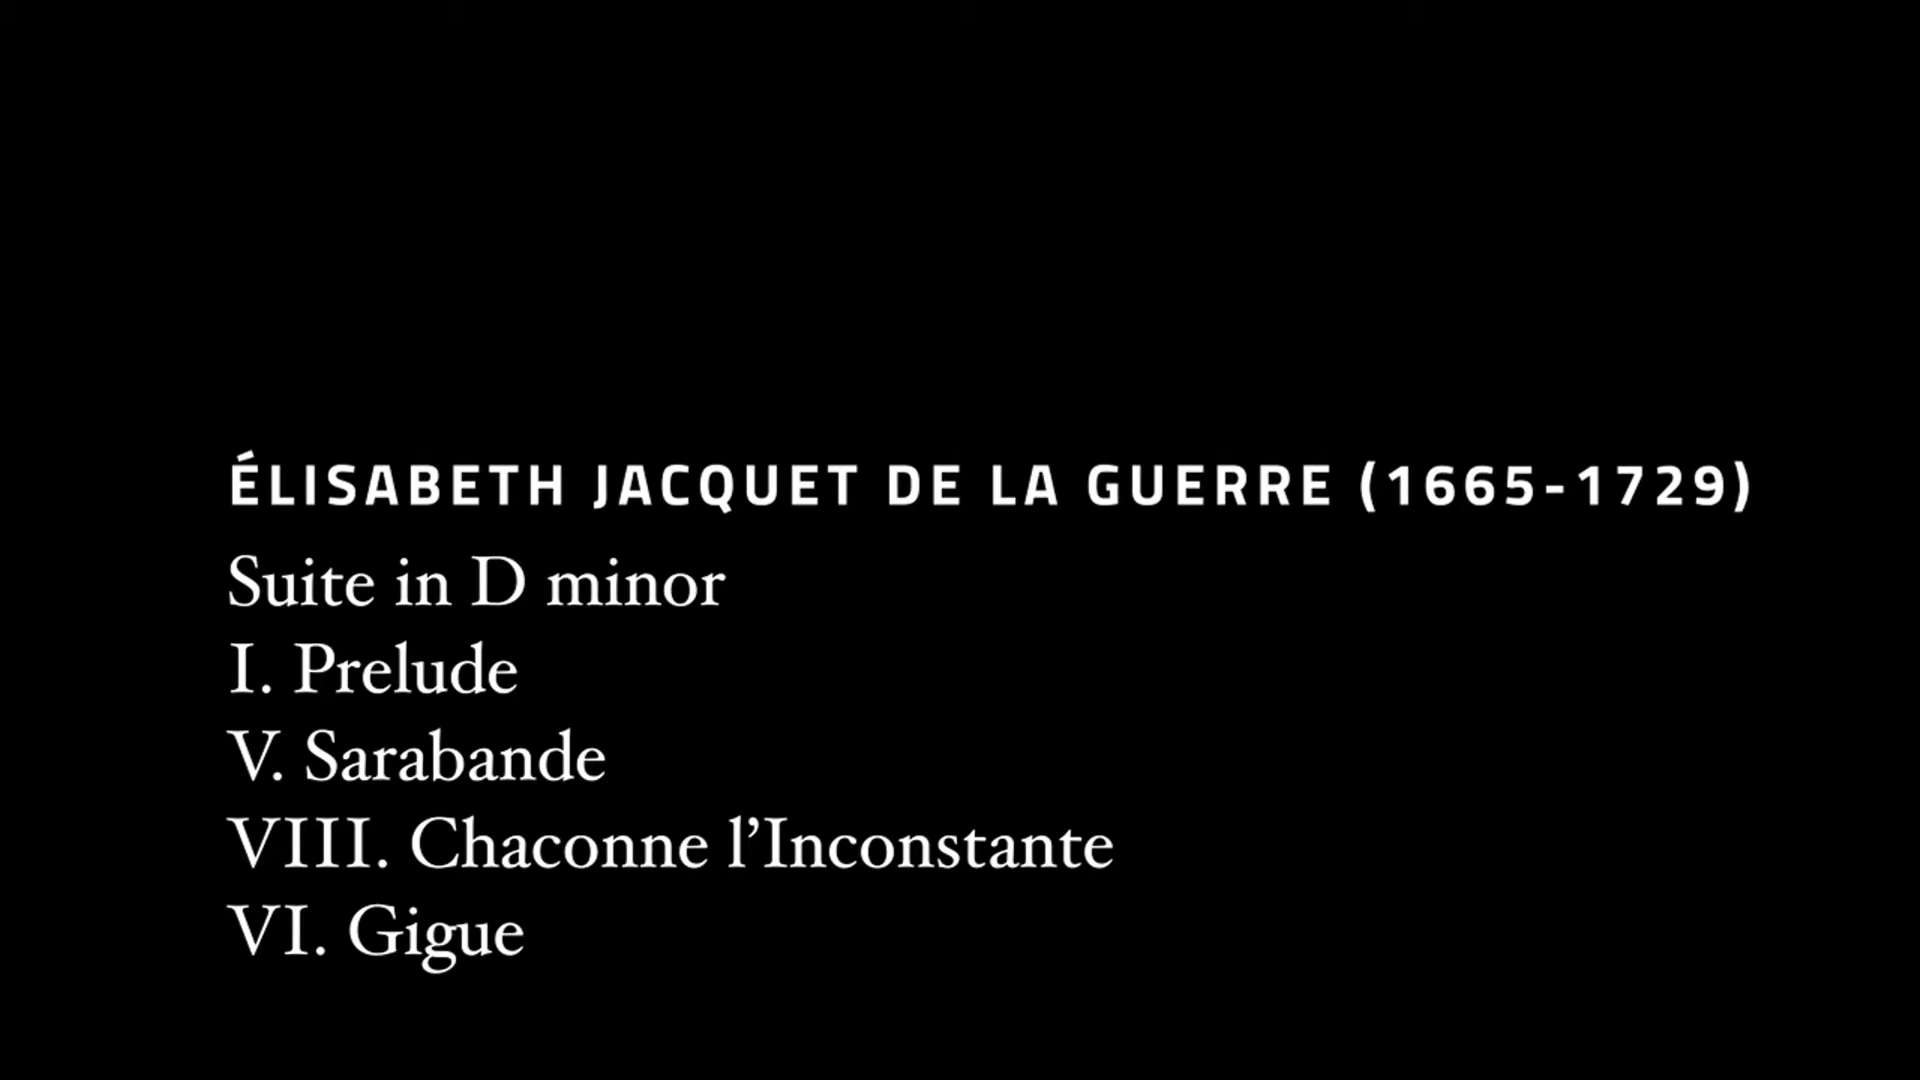 ÉLISABETH JACQUET DE LA GUERRE (1665-1729)
Suite in D minor
I. Prelude
V. Sarabande
VIII. Chaconne l’Inconstante
VI. Gigue